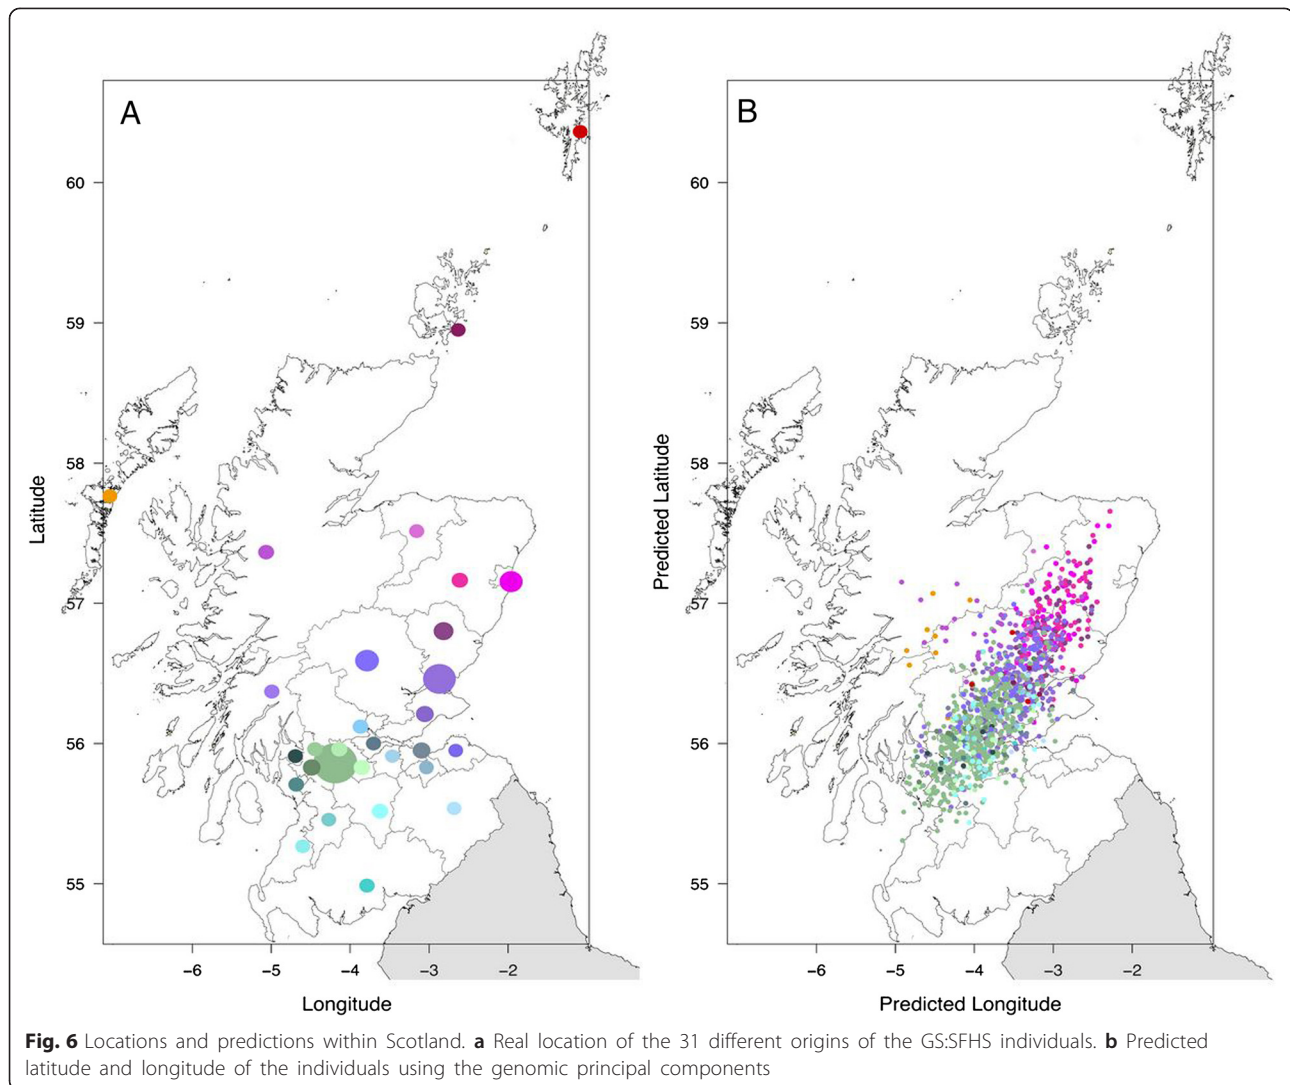 A
B
60
59
58
57
56
55
Latitude
−6
−5
−4
−3
−2
Longitude
60
59
58
57
56
55
Predicted Latitude
−6
−5
−4
−3
−2
Predicted Longitude
Fig. 6 Locations and predictions within Scotland. a Real location of the 31 different origins of the GS:SFHS individuals. b Predicted
latitude and longitude of the individuals using the genomic principal components